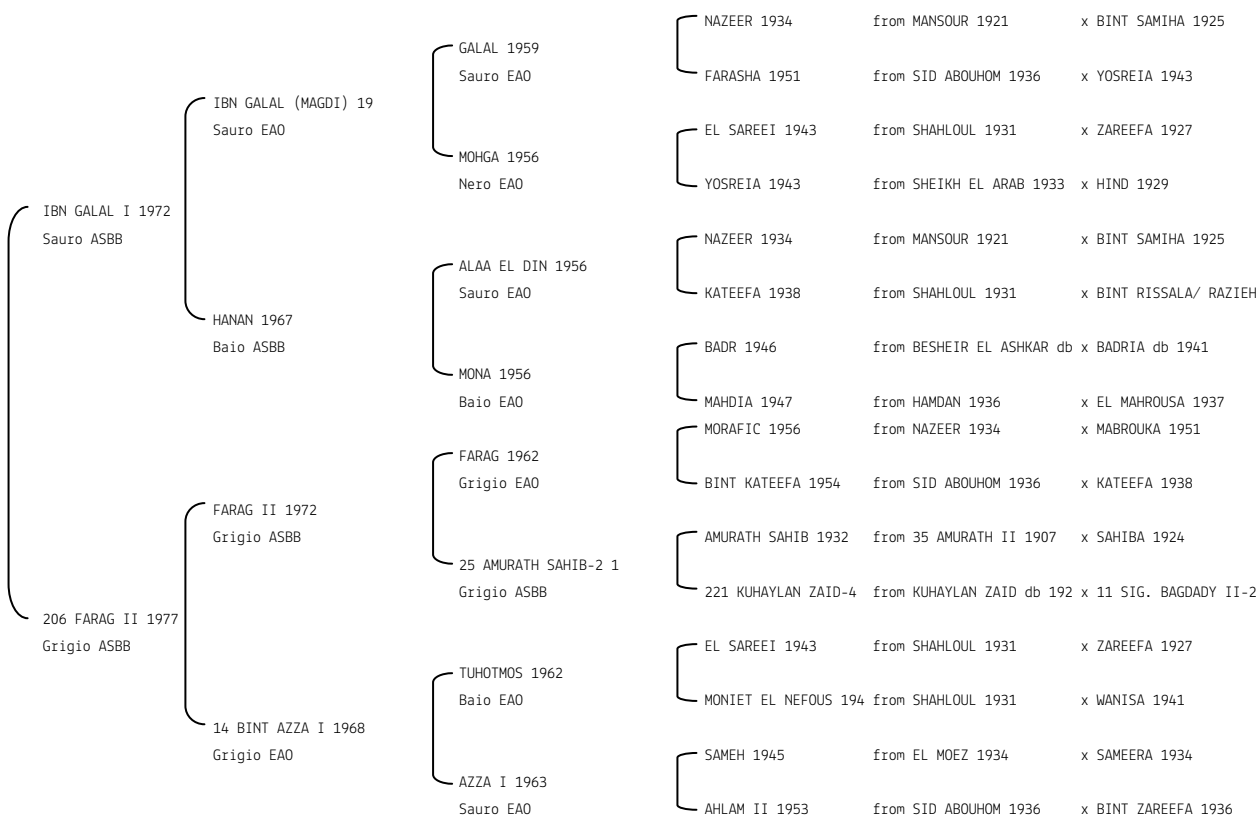 NAZEER 1934 from MANSOUR 1921 x BINT SAMIHA 1925
GALAL 1959
Sauro EAO
FARASHA 1951 from SID ABOUHOM 1936 x YOSREIA 1943
IBN GALAL (MAGDI) 19
Sauro EAO
EL SAREEI 1943 from SHAHLOUL 1931 x ZAREEFA 1927
MOHGA 1956
Nero EAO
YOSREIA 1943 from SHEIKH EL ARAB 1933 x HIND 1929
IBN GALAL I 1972
Sauro ASBB
NAZEER 1934 from MANSOUR 1921 x BINT SAMIHA 1925
ALAA EL DIN 1956
Sauro EAO
KATEEFA 1938 from SHAHLOUL 1931 x BINT RISSALA/ RAZIEH
HANAN 1967
Baio ASBB
BADR 1946 from BESHEIR EL ASHKAR db x BADRIA db 1941
MONA 1956
Baio EAO
MAHDIA 1947 from HAMDAN 1936 x EL MAHROUSA 1937
MORAFIC 1956 from NAZEER 1934 x MABROUKA 1951
FARAG 1962
Grigio EAO
BINT KATEEFA 1954 from SID ABOUHOM 1936 x KATEEFA 1938
FARAG II 1972
Grigio ASBB
AMURATH SAHIB 1932 from 35 AMURATH II 1907 x SAHIBA 1924
25 AMURATH SAHIB-2 1
Grigio ASBB
221 KUHAYLAN ZAID-4 from KUHAYLAN ZAID db 192 x 11 SIG. BAGDADY II-2
206 FARAG II 1977
Grigio ASBB
EL SAREEI 1943 from SHAHLOUL 1931 x ZAREEFA 1927
TUHOTMOS 1962
Baio EAO
MONIET EL NEFOUS 194 from SHAHLOUL 1931 x WANISA 1941
14 BINT AZZA I 1968
Grigio EAO
SAMEH 1945 from EL MOEZ 1934 x SAMEERA 1934
AZZA I 1963
Sauro EAO
AHLAM II 1953 from SID ABOUHOM 1936 x BINT ZAREEFA 1936